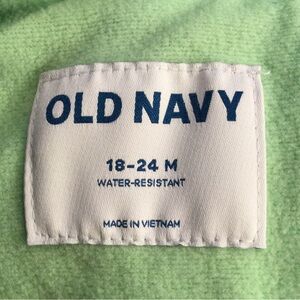 OLD NAVY
18-24 M
WATER-RESISTANT
MADE IN VIETNAM